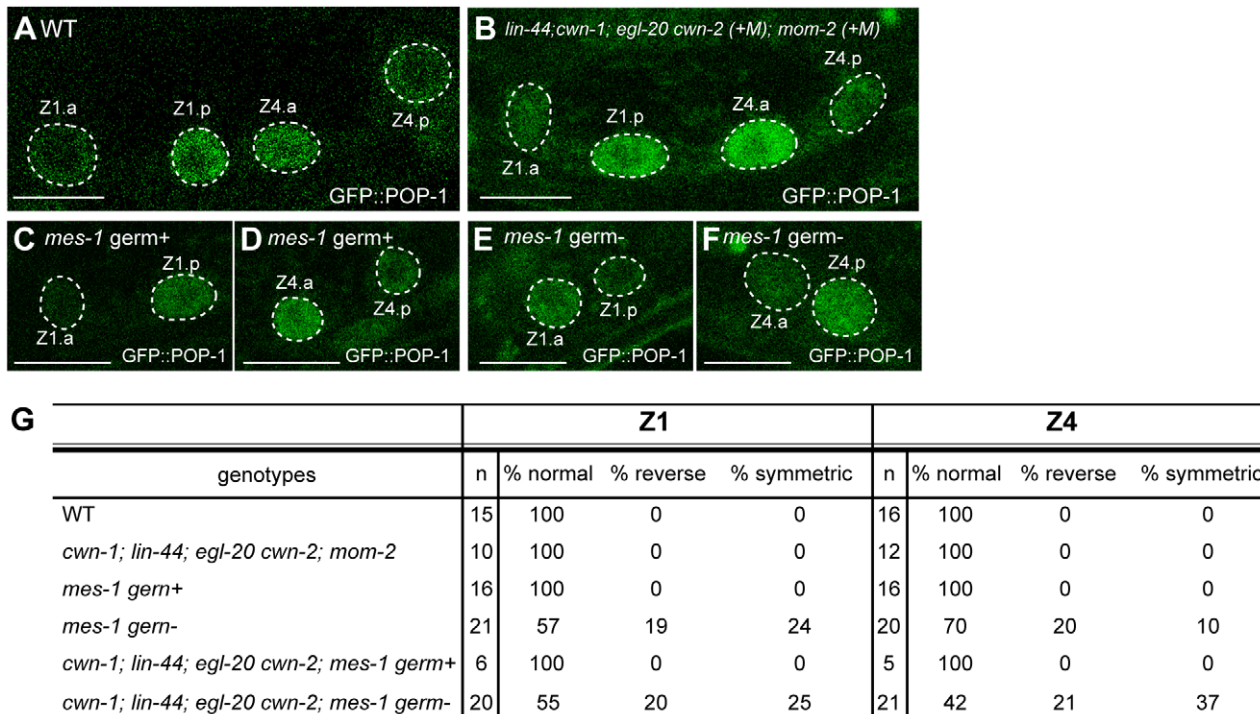 A WT
Z1.a
Z1.p
Z4.a
Z4.p
GFP::POP-1
B lin-44;cwn-1; egl-20 cwn-2 (+M); mom-2 (+M)
Z1.a
Z1.p
Z4.a
Z4.p
GFP::POP-1
C mes-1 germ+
Z1.a
Z1.p
GFP::POP-1
D mes-1 germ+
Z4.a
Z4.p
GFP::POP-1
E mes-1 germ-
Z1.p
Z1.a
GFP::POP-1
F mes-1 germ-
Z4.p
Z4.a
GFP::POP-1
G
Z1 Z4
genotypes n % normal % reverse % symmetric n % normal % reverse % symmetric
WT 15 100 0 0 16 100 0 0
cwn-1; lin-44; egl-20 cwn-2; mom-2 10 100 0 0 12 100 0 0
mes-1 gern+ 16 100 0 0 16 100 0 0
mes-1 gern- 21 57 19 24 20 70 20 10
cwn-1; lin-44; egl-20 cwn-2; mes-1 germ+ 6 100 0 0 5 100 0 0
cwn-1; lin-44; egl-20 cwn-2; mes-1 germ- 20 55 20 25 21 42 21 37